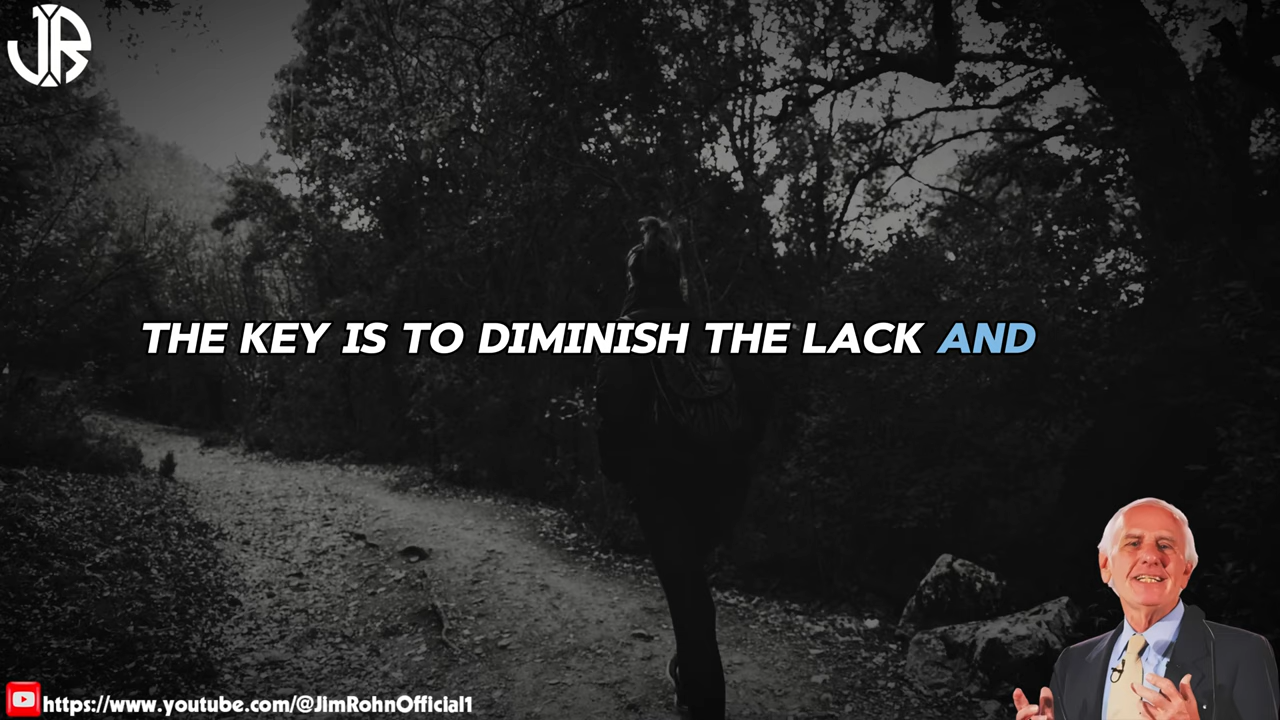 JR
THE KEY IS TO DIMINISH THE LACK AND
https://www.youtube.com/@JimRohnOfficial1